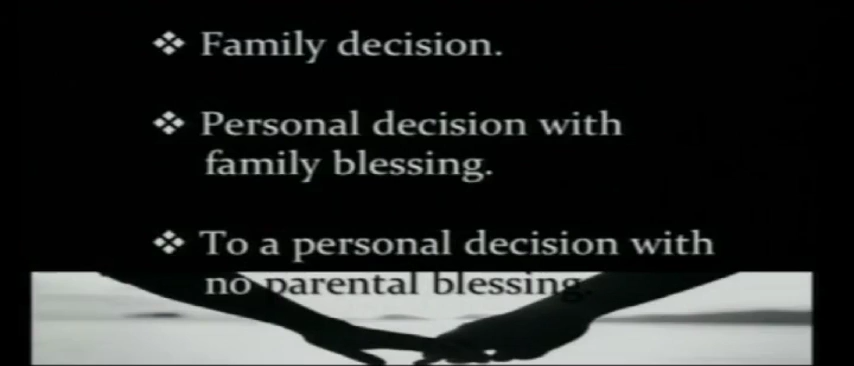 ❖ Family decision.
❖ Personal decision with
family blessing.
❖ To a personal decision with
no parental blessing.